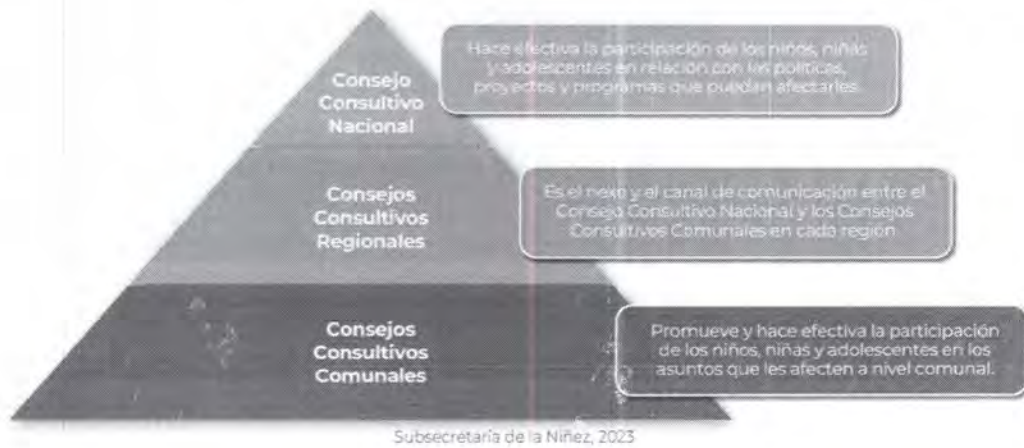 Consejo
Consultivo
Nacional
Hace efectiva la participación de los niños, niñas
y adolescentes en relación con las políticas,
proyectos y programas que puedan afectarles.
Consejos
Consultivos
Regionales
Es el nexo y el canal de comunicación entre el
Consejo Consultivo Nacional y los Consejos
Consultivos Comunales en cada región
Consejos
Consultivos
Comunales
Promueve y hace efectiva la participación
de los niños, niñas y adolescentes en los
asuntos que les afecten a nivel comunal.
Subsecretaría de la Niñez, 2023